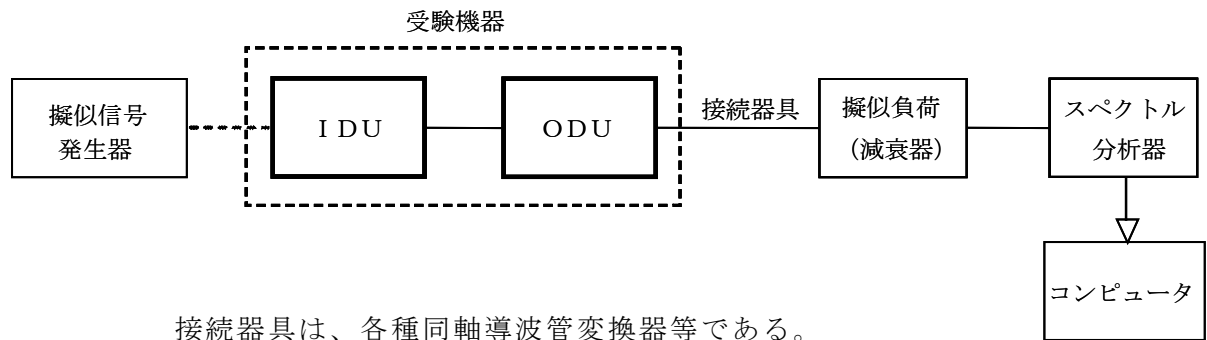 受験機器
擬似信号
発生器
ＩＤＵ
ＯＤＵ
接続器具
擬似負荷
（減衰器）
スペクトル
分析器
コンピュータ
接続器具は、各種同軸導波管変換器等である。